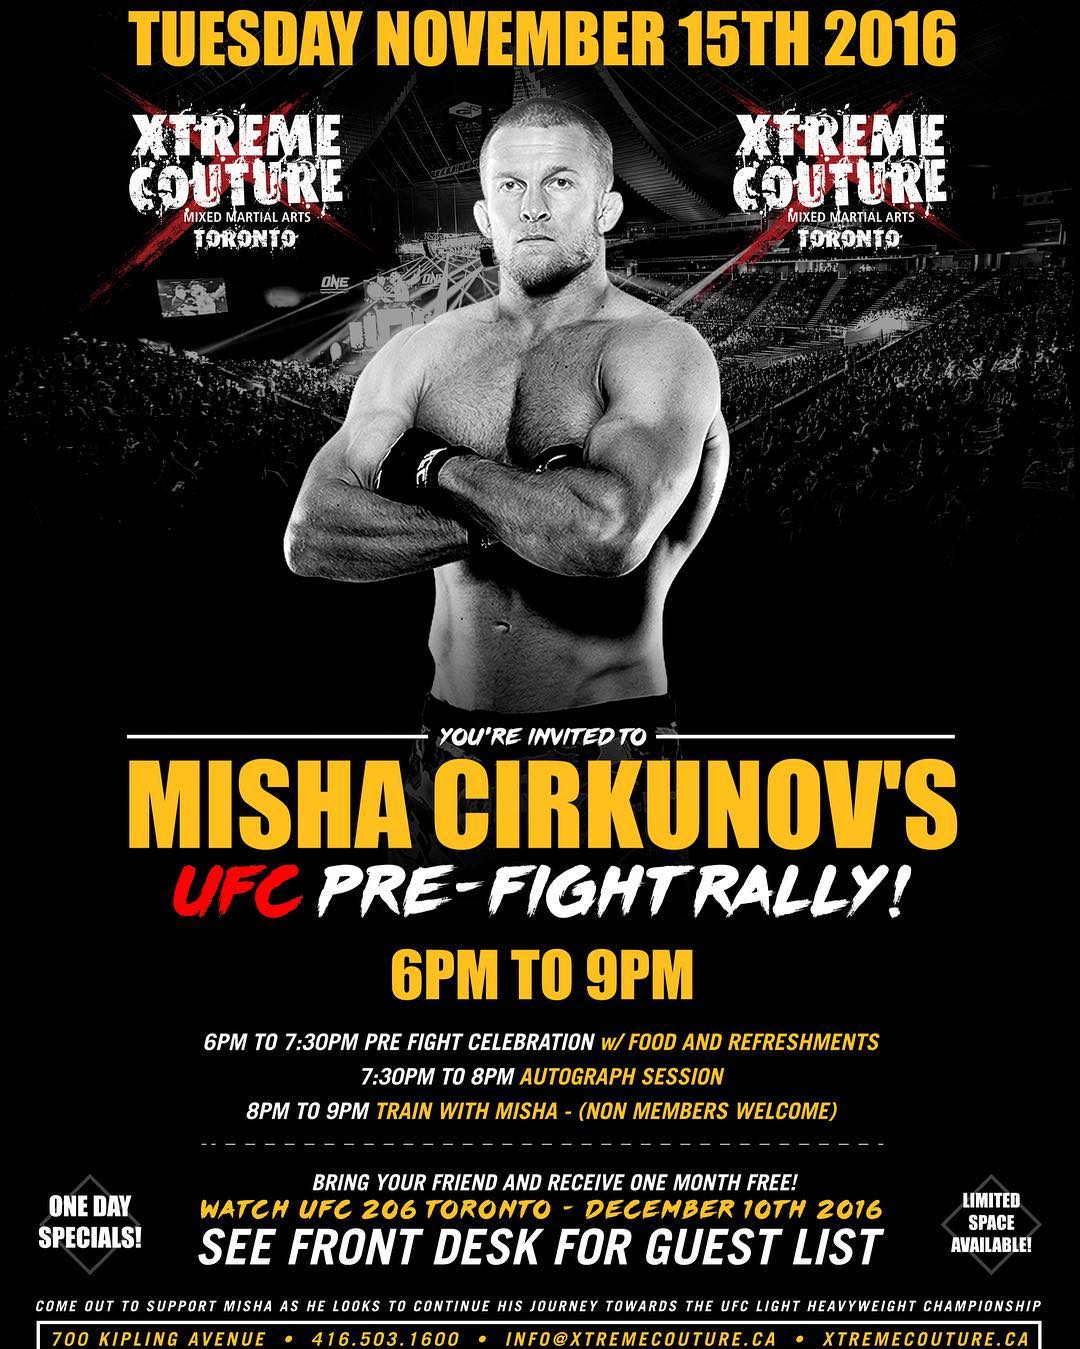 TUESDAY NOVEMBER 15TH 2016
XTREME
COUTURE
MIXED MARTIAL ARTS
TORONTO
XTREME
COUTURE
MIXED MARTIAL ARTS
TORONTO
ONE
ONE
YOU'RE INVITED TO
MISHA CIRKUNOV'S
UFC PRE-FIGHT RALLY!
6PM TO 9PM
6PM TO 7:30PM PRE FIGHT CELEBRATION w/ FOOD AND REFRESHMENTS
7:30PM TO 8PM AUTOGRAPH SESSION
8PM TO 9PM TRAIN WITH MISHA - (NON MEMBERS WELCOME)
BRING YOUR FRIEND AND RECEIVE ONE MONTH FREE!
WATCH UFC 206 TORONTO - DECEMBER 10TH 2016
SEE FRONT DESK FOR GUEST LIST
ONE DAY
SPECIALS!
LIMITED
SPACE
AVAILABLE!
COME OUT TO SUPPORT MISHA AS HE LOOKS TO CONTINUE HIS JOURNEY TOWARDS THE UFC LIGHT HEAVYWEIGHT CHAMPIONSHIP
700 KIPLING AVENUE • 416.503.1600 • INFO@XTREMECOUTURE.CA • XTREMECOUTURE.CA